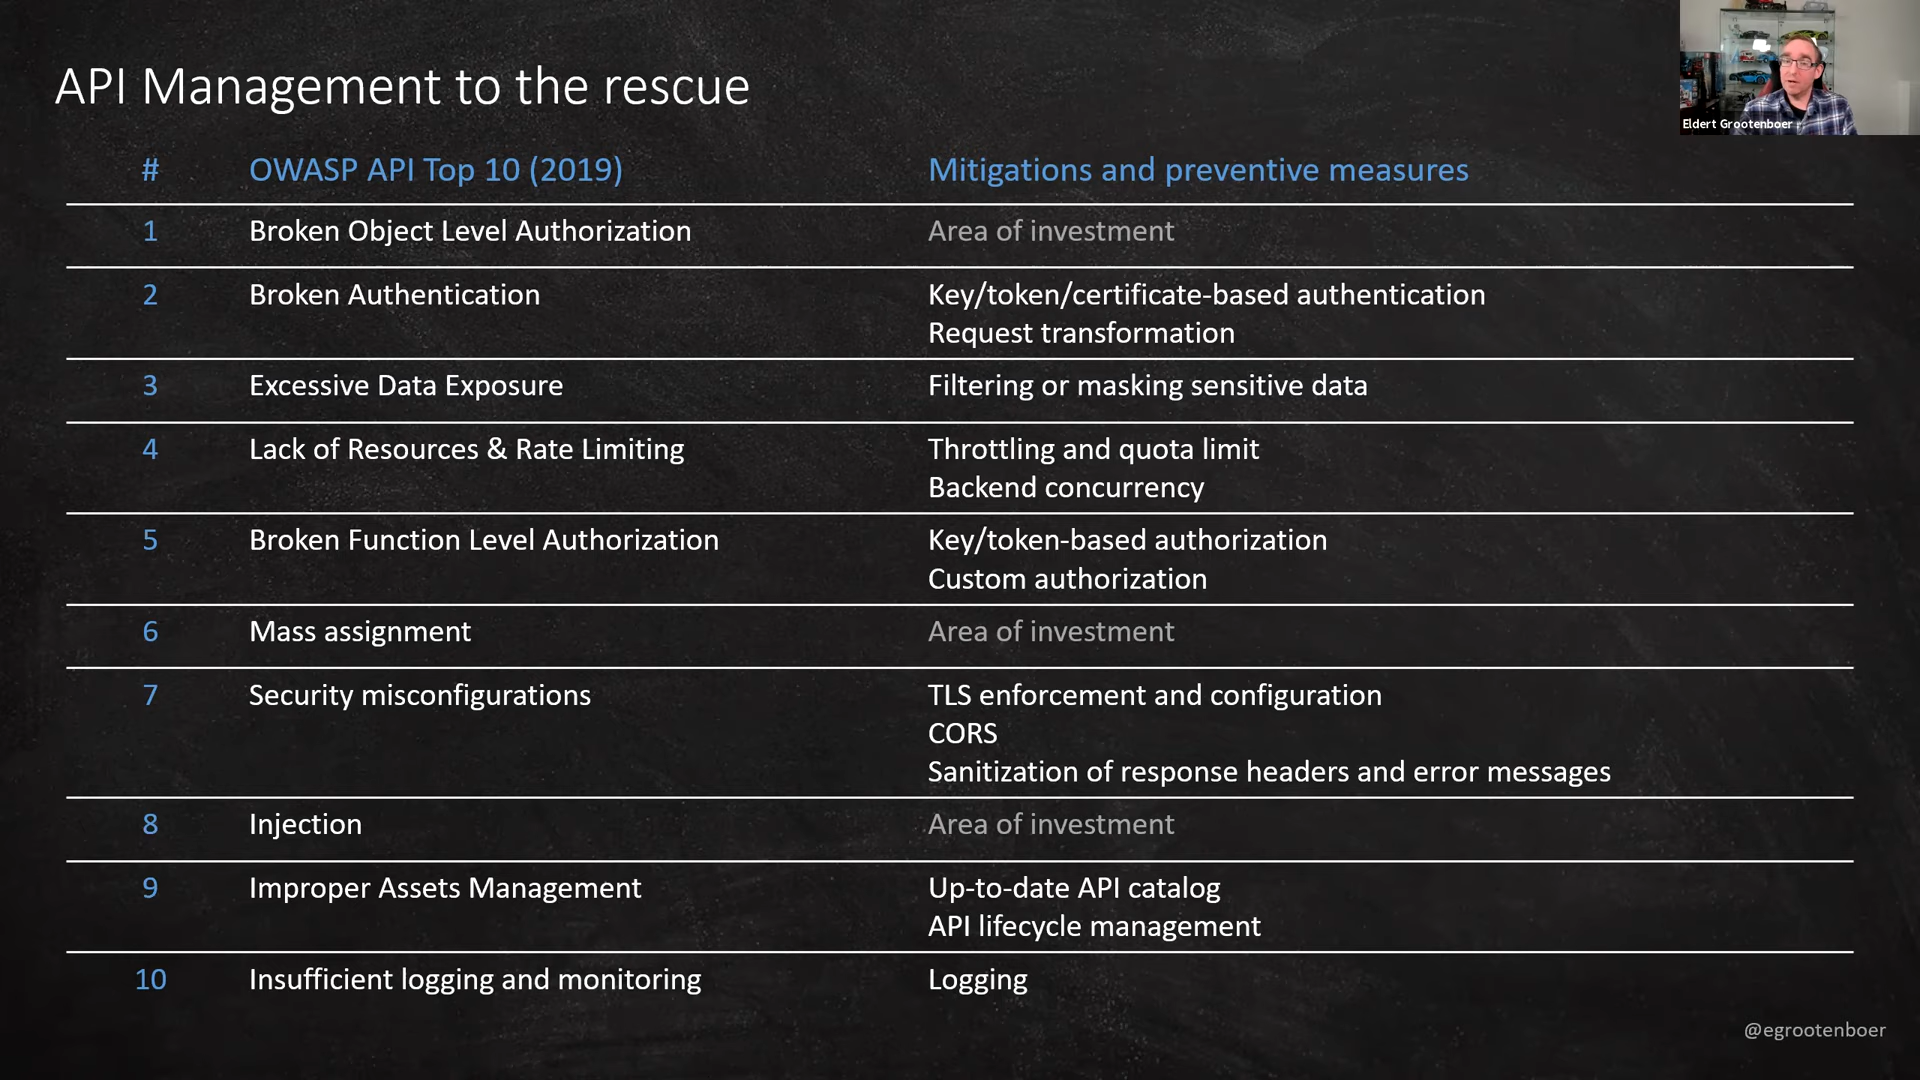 API Management to the rescue
Eldert Grootenboer
# OWASP API Top 10 (2019) Mitigations and preventive measures
1 Broken Object Level Authorization Area of investment
2 Broken Authentication Key/token/certificate-based authentication
Request transformation
3 Excessive Data Exposure Filtering or masking sensitive data
4 Lack of Resources & Rate Limiting Throttling and quota limit
Backend concurrency
5 Broken Function Level Authorization Key/token-based authorization
Custom authorization
6 Mass assignment Area of investment
7 Security misconfigurations TLS enforcement and configuration
CORS
Sanitization of response headers and error messages
8 Injection Area of investment
9 Improper Assets Management Up-to-date API catalog
API lifecycle management
10 Insufficient logging and monitoring Logging
@egrootenboer